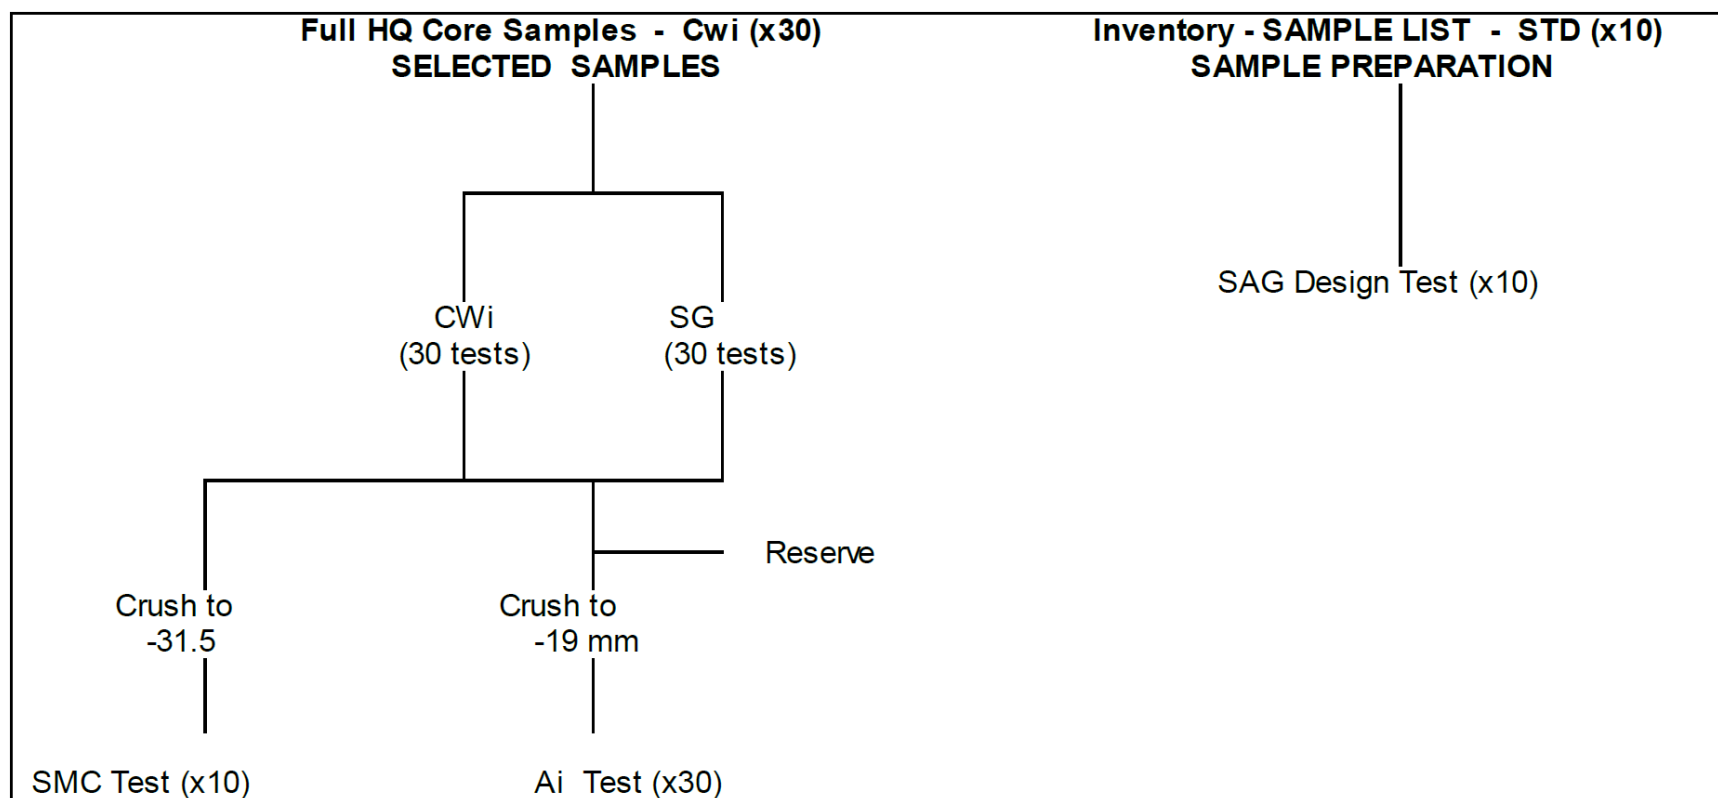 Full HQ Core Samples - Cwi (x30)
SELECTED SAMPLES
Inventory - SAMPLE LIST - STD (x10)
SAMPLE PREPARATION
SAG Design Test (x10)
CWi
(30 tests)
SG
(30 tests)
Reserve
Crush to
-31.5
Crush to
-19 mm
SMC Test (x10)
Ai Test (x30)